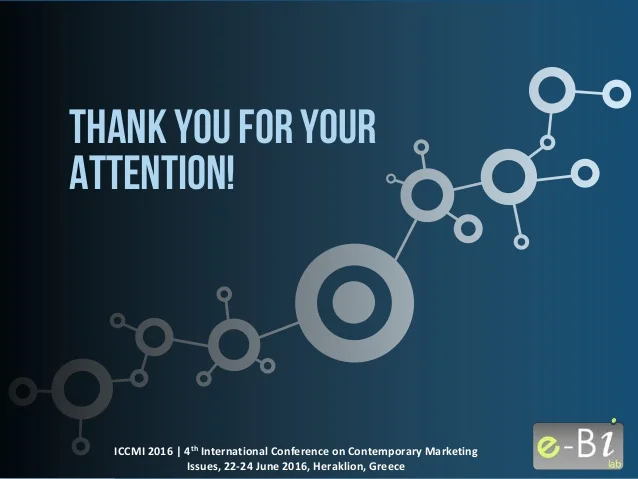 THANK YOU FOR YOUR
ATTENTION!
ICCMI 2016 | 4th International Conference on Contemporary Marketing
Issues, 22-24 June 2016, Heraklion, Greece
e-Bi
lab